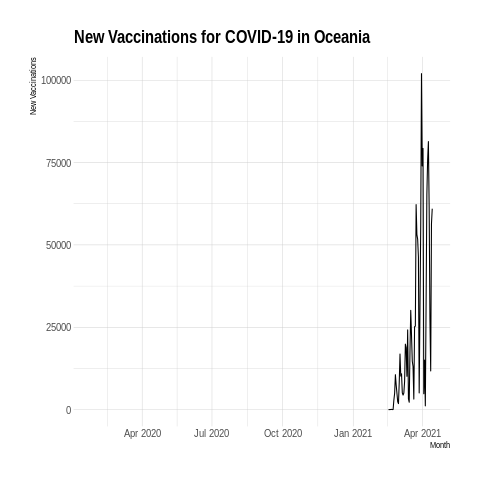 New Vaccinations for COVID-19 in Oceania
New Vaccinations
100000
75000
50000
25000
0
Apr 2020 Jul 2020 Oct 2020 Jan 2021 Apr 2021
Month